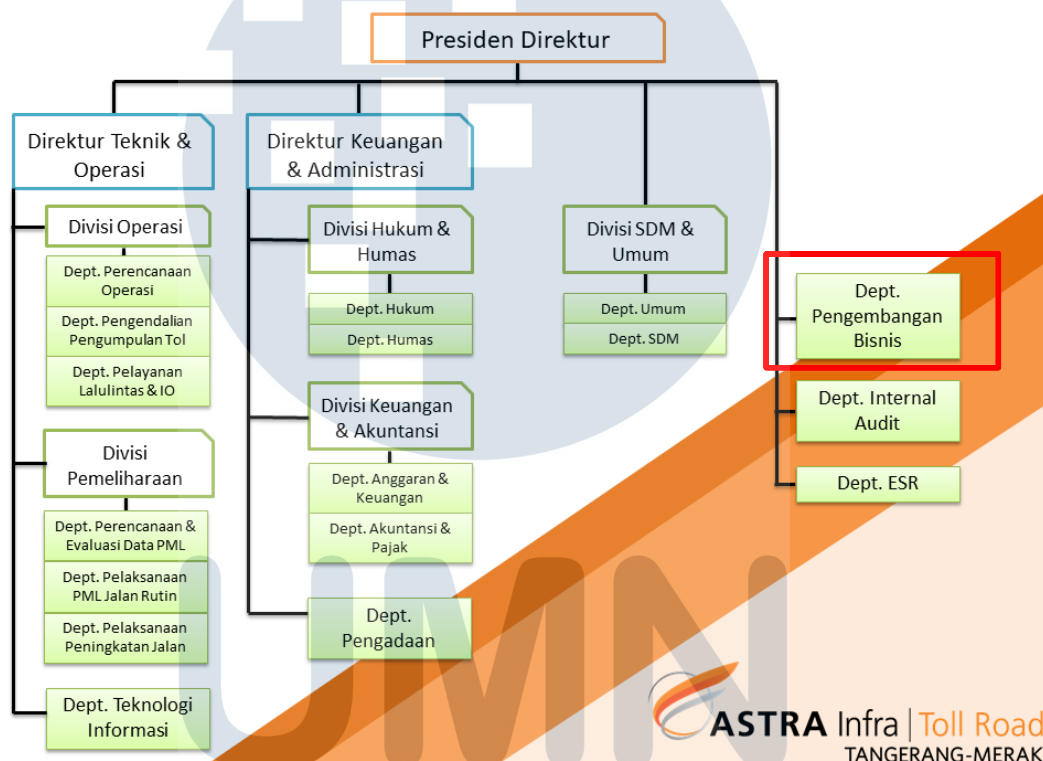 Presiden Direktur
Direktur Teknik &
Operasi
Divisi Operasi
Dept. Perencanaan
Operasi
Dept. Pengendalian
Pengumpulan Tol
Dept. Pelayanan
Lalulintas & IO
Divisi
Pemeliharaan
Dept. Perencanaan &
Evaluasi Data PML
Dept. Pelaksanaan
PML Jalan Rutin
Dept. Pelaksanaan
Peningkatan Jalan
Dept. Teknologi
Informasi
Direktur Keuangan
& Administrasi
Divisi Hukum &
Humas
Dept. Hukum
Dept. Humas
Divisi Keuangan
& Akuntansi
Dept. Anggaran &
Keuangan
Dept. Akuntansi &
Pajak
Dept.
Pengadaan
Divisi SDM &
Umum
Dept. Umum
Dept. SDM
Dept.
Pengembangan
Bisnis
Dept. Internal
Audit
Dept. ESR
UMN
ASTRA Infra | Toll Road
TANGERANG-MERAK